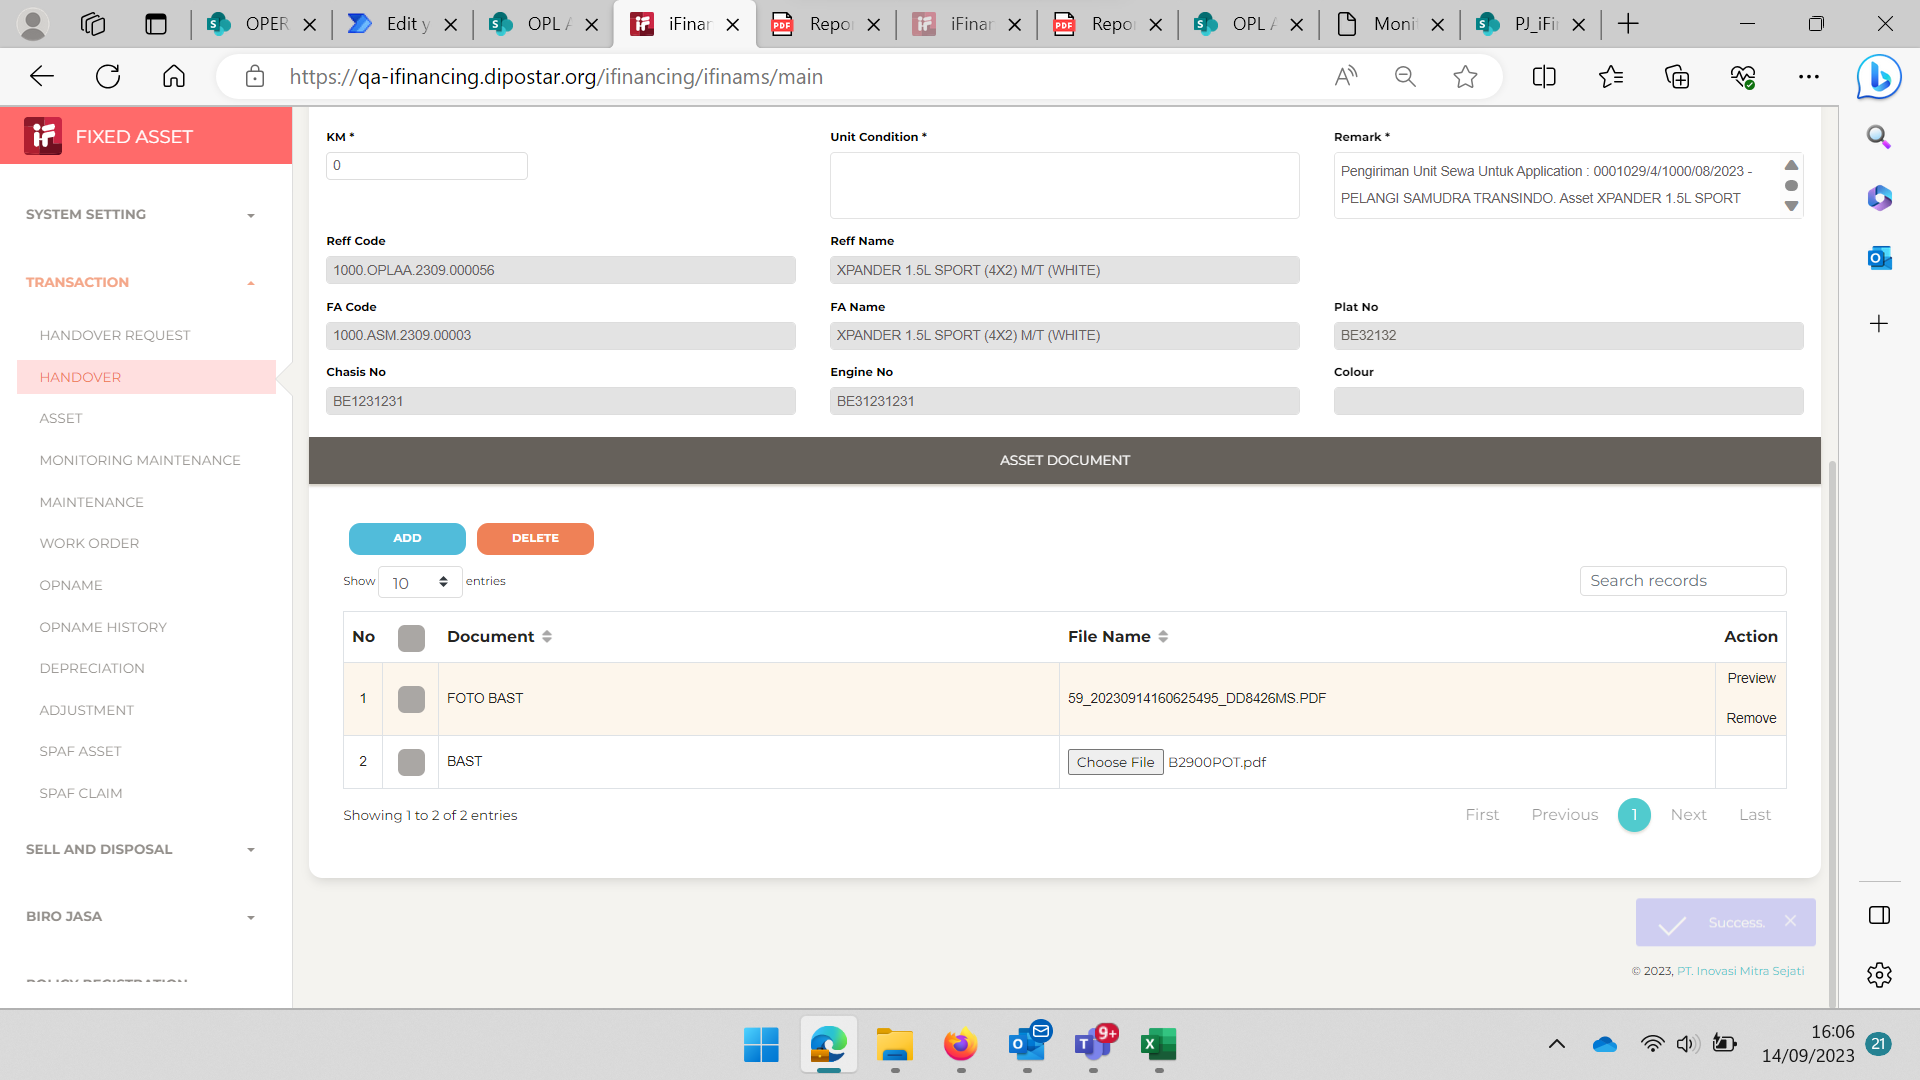 OPER
Edit y
OPL A
iFinar
Repo
iFinar
Repo
OPL A
Moni
PJ_iFi
https://qa-ifinancing.dipostar.org/ifinancing/ifinams/main
FIXED ASSET
SYSTEM SETTING
TRANSACTION
HANDOVER REQUEST
HANDOVER
ASSET
MONITORING MAINTENANCE
MAINTENANCE
WORK ORDER
OPNAME
OPNAME HISTORY
DEPRECIATION
ADJUSTMENT
SPAF ASSET
SPAF CLAIM
SELL AND DISPOSAL
BIRO JASA
POLICY REGISTRATION
KM *
0
Unit Condition *
Remark *
Pengiriman Unit Sewa Untuk Application : 0001029/4/1000/08/2023 -
PELANGI SAMUDRA TRANSINDO. Asset XPANDER 1.5L SPORT
Reff Code
1000.OPLAA.2309.000056
Reff Name
XPANDER 1.5L SPORT (4X2) M/T (WHITE)
FA Code
1000.ASM.2309.00003
FA Name
XPANDER 1.5L SPORT (4X2) M/T (WHITE)
Plat No
BE32132
Chasis No
BE1231231
Engine No
BE31231231
Colour
ASSET DOCUMENT
ADD DELETE
Show 10 entries
Search records
No Document File Name Action
1 FOTO BAST 59_20230914160625495_DD8426MS.PDF Preview
Remove
2 BAST Choose File B2900POT.pdf
Showing 1 to 2 of 2 entries
First Previous 1 Next Last
Success.
© 2023, PT. Inovasi Mitra Sejati
9+
16:06
14/09/2023
21